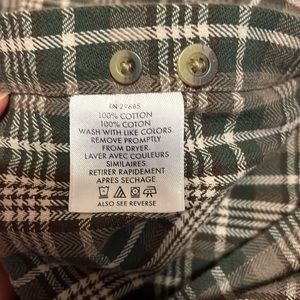 RN 29685
100% COTTON
100% COTON
WASH WITH LIKE COLORS.
REMOVE PROMPTLY
FROM DRYER.
LAVER AVEC COULEURS
SIMILAIRES.
RETIRER RAPIDEMENT
APRES SECHAGE.
ALSO SEE REVERSE